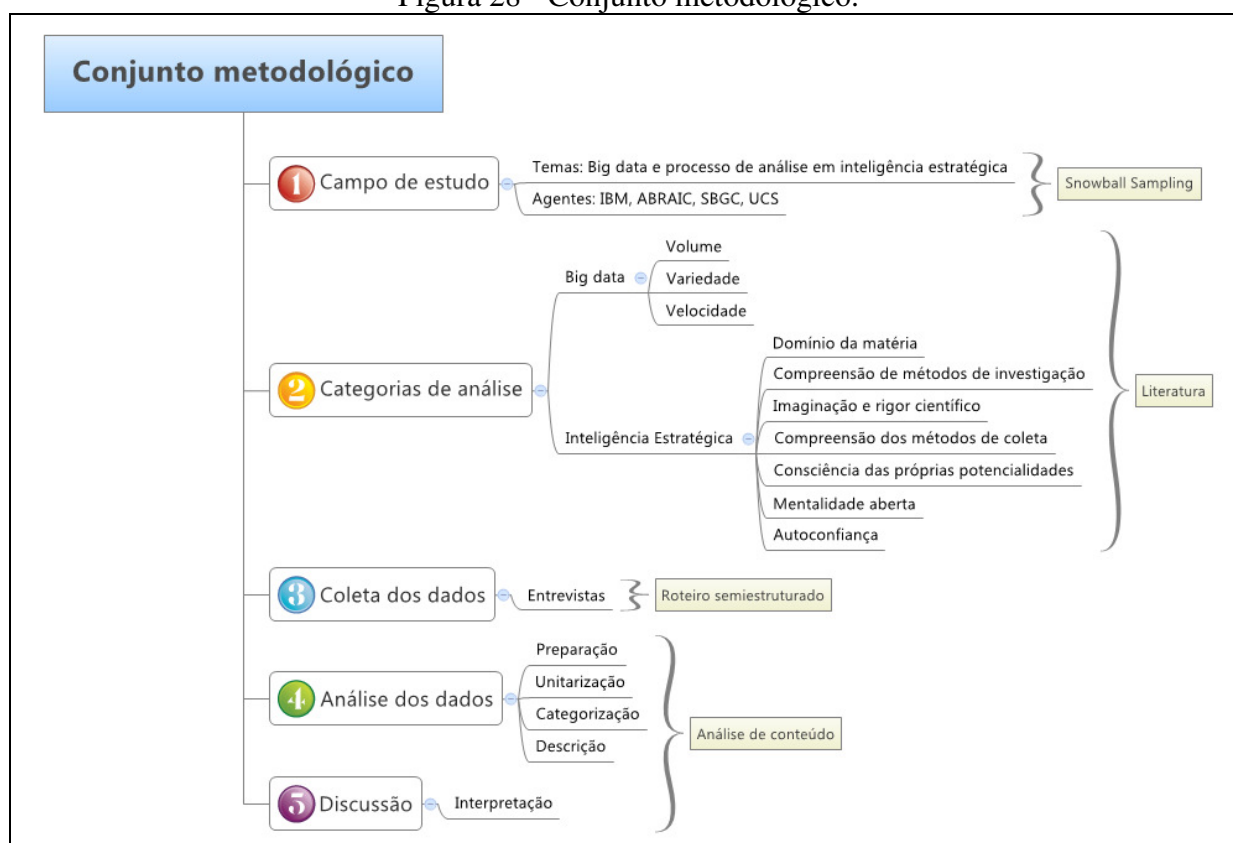 Figura 28 - Conjunto metodológico.
Conjunto metodológico
1 Campo de estudo
Temas: Big data e processo de análise em inteligência estratégica
Agentes: IBM, ABRAIC, SBGC, UCS
Snowball Sampling
2 Categorias de análise
Big data
Volume
Variedade
Velocidade
Inteligência Estratégica
Domínio da matéria
Compreensão de métodos de investigação
Imaginação e rigor científico
Compreensão dos métodos de coleta
Consciência das próprias potencialidades
Mentalidade aberta
Autoconfiança
Literatura
3 Coleta dos dados
Entrevistas
Roteiro semiestruturado
4 Análise dos dados
Preparação
Unitarização
Categorização
Descrição
Análise de conteúdo
5 Discussão
Interpretação